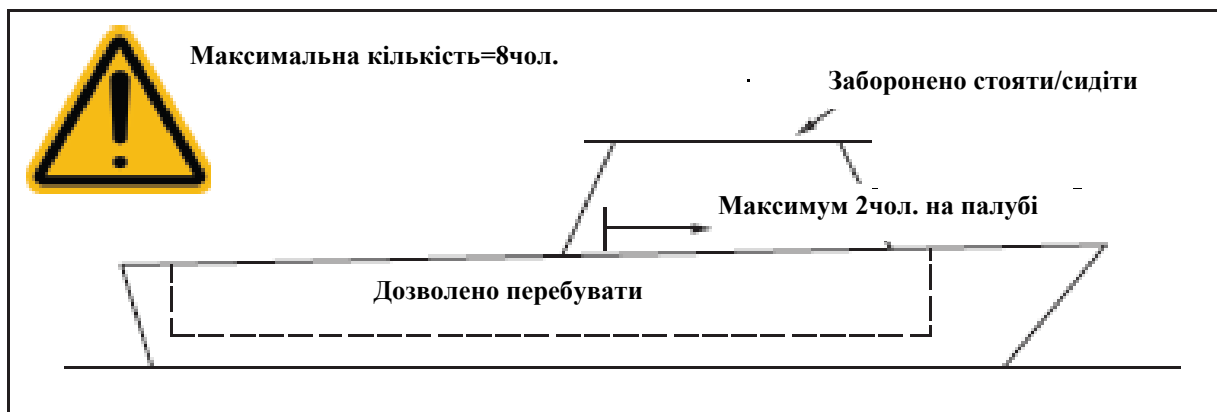 Максимальна кількість=8чол.
Заборонено стояти/сидіти
Максимум 2чол. на палубі
Дозволено перебувати